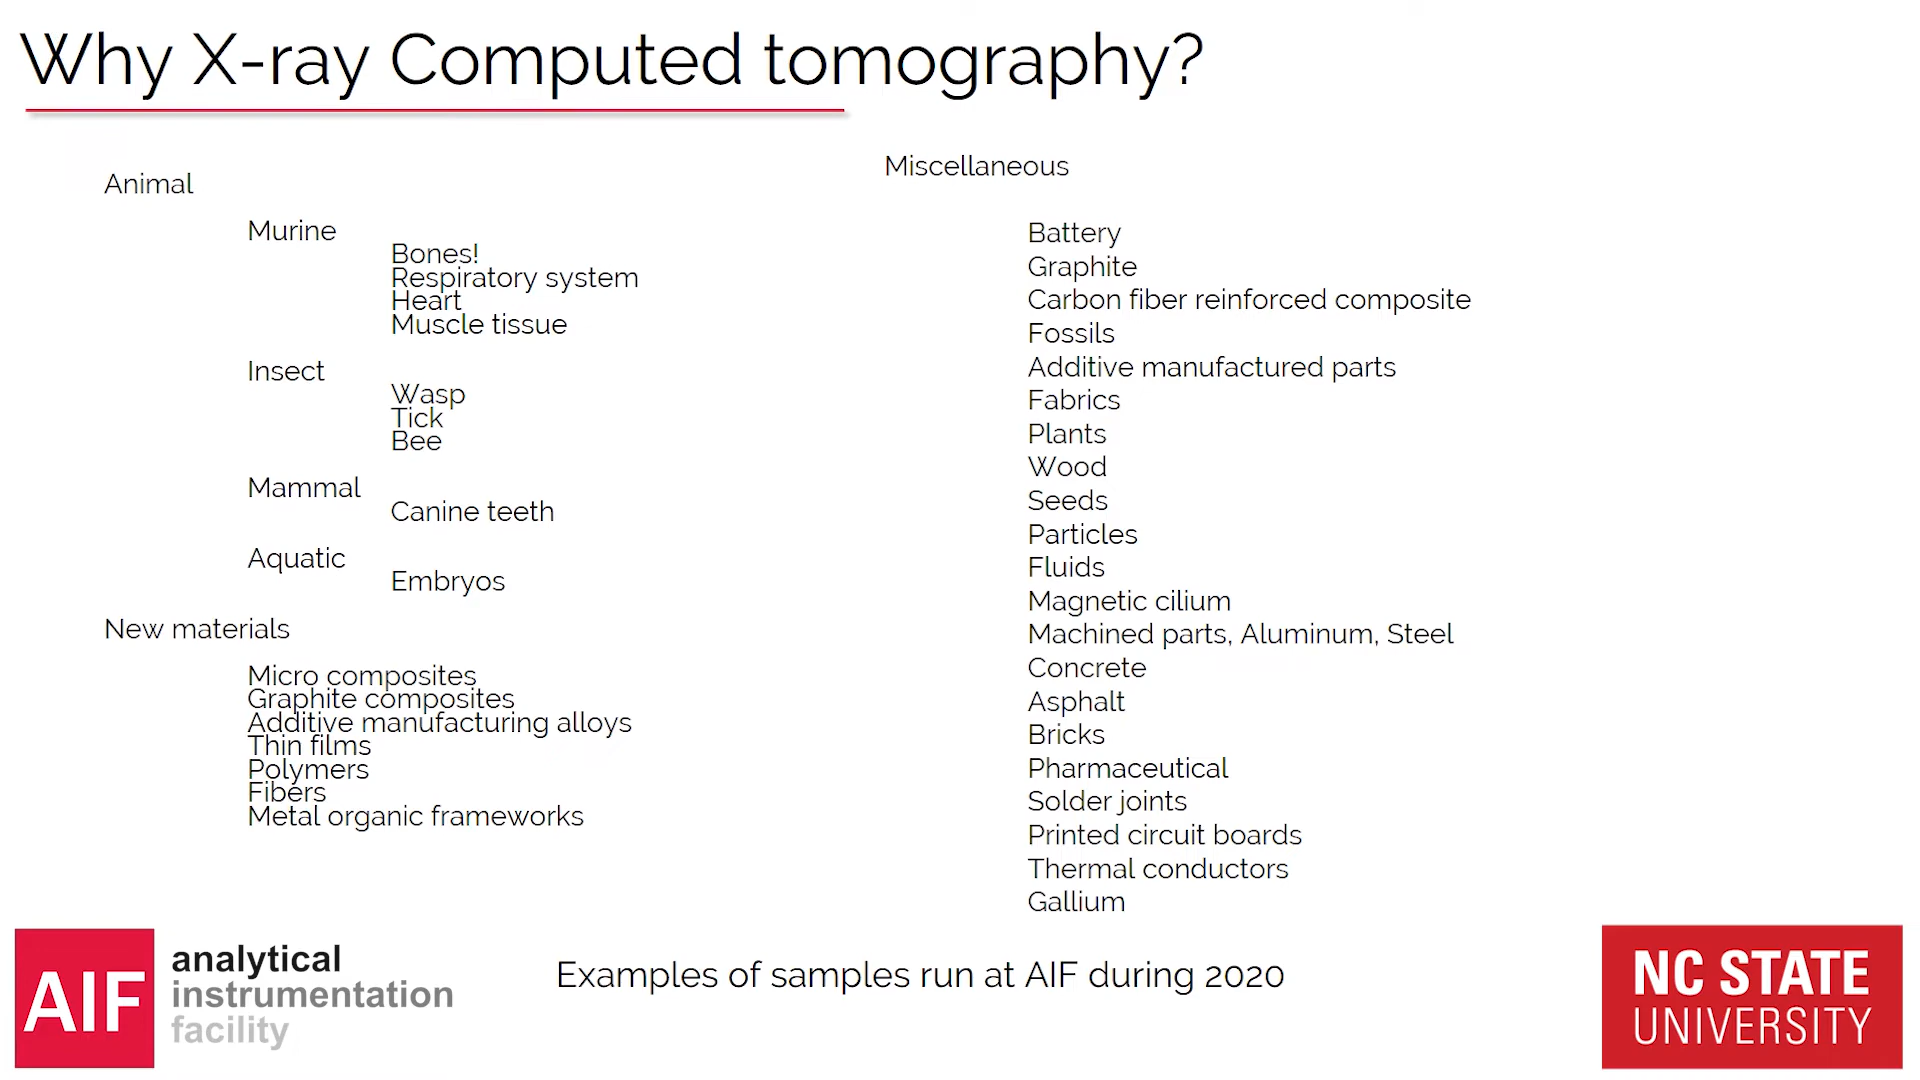 Why X-ray Computed tomography?
Animal
Murine
Bones!
Respiratory system
Heart
Muscle tissue
Insect
Wasp
Tick
Bee
Mammal
Canine teeth
Aquatic
Embryos
New materials
Micro composites
Graphite composites
Additive manufacturing alloys
Thin films
Polymers
Fibers
Metal organic frameworks
Miscellaneous
Battery
Graphite
Carbon fiber reinforced composite
Fossils
Additive manufactured parts
Fabrics
Plants
Wood
Seeds
Particles
Fluids
Magnetic cilium
Machined parts, Aluminum, Steel
Concrete
Asphalt
Bricks
Pharmaceutical
Solder joints
Printed circuit boards
Thermal conductors
Gallium
AIF
analytical
instrumentation
facility
Examples of samples run at AIF during 2020
NC STATE
UNIVERSITY